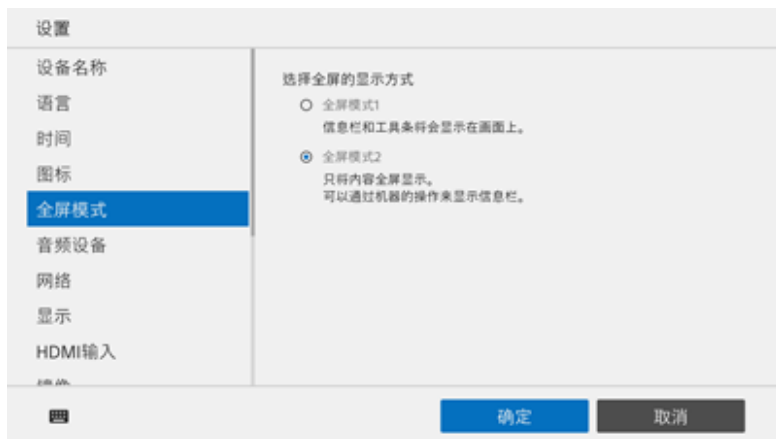 设置
设备名称
语言
时间
图标
全屏模式
音频设备
网络
显示
HDMI输入
选择全屏的显示方式
全屏模式1
信息栏和工具条将会显示在画面上。
全屏模式2
只将内容全屏显示。
可以通过机器的操作来显示信息栏。
确定
取消